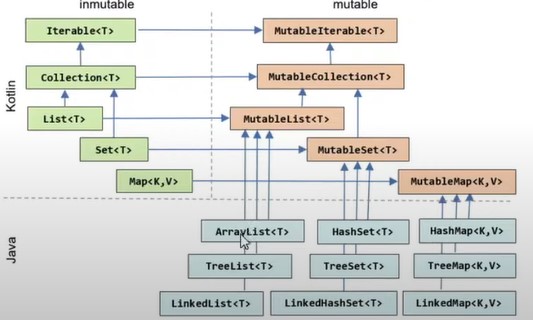 inmutable
mutable
Iterable<T>
MutableIterable<T>
Collection<T>
MutableCollection<T>
Kotlin
List<T>
MutableList<T>
Set<T>
MutableSet<T>
Map<K,V>
MutableMap<K,V>
Java
ArrayList<T>
HashSet<T>
HashMap<K,V>
TreeList<T>
TreeSet<T>
TreeMap<K,V>
LinkedList<T>
LinkedHashSet<T>
LinkedMap<K,V>